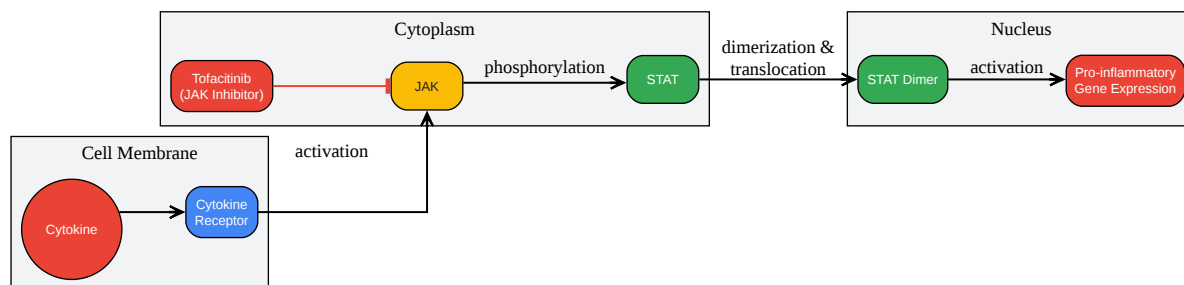 Cytoplasm
Nucleus
dimerization &
translocation
Tofacitinib
(JAK Inhibitor)
JAK
phosphorylation
STAT
STAT Dimer
activation
Pro-inflammatory
Gene Expression
Cell Membrane
activation
Cytokine
Cytokine
Receptor